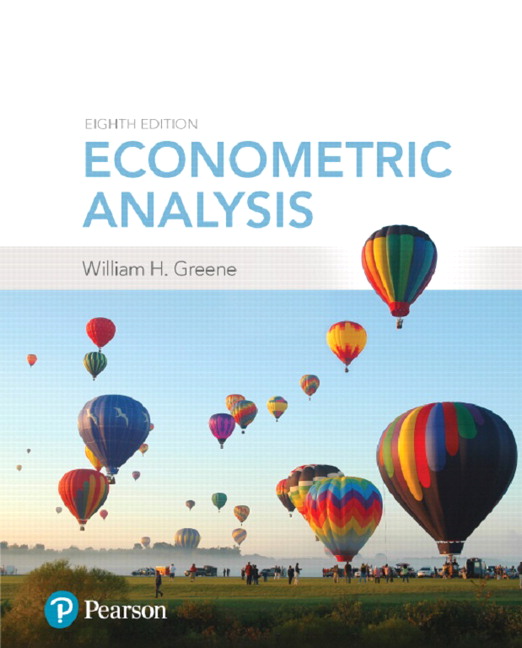 EIGHTH EDITION
ECONOMETRIC
ANALYSIS
William H. Greene
P Pearson